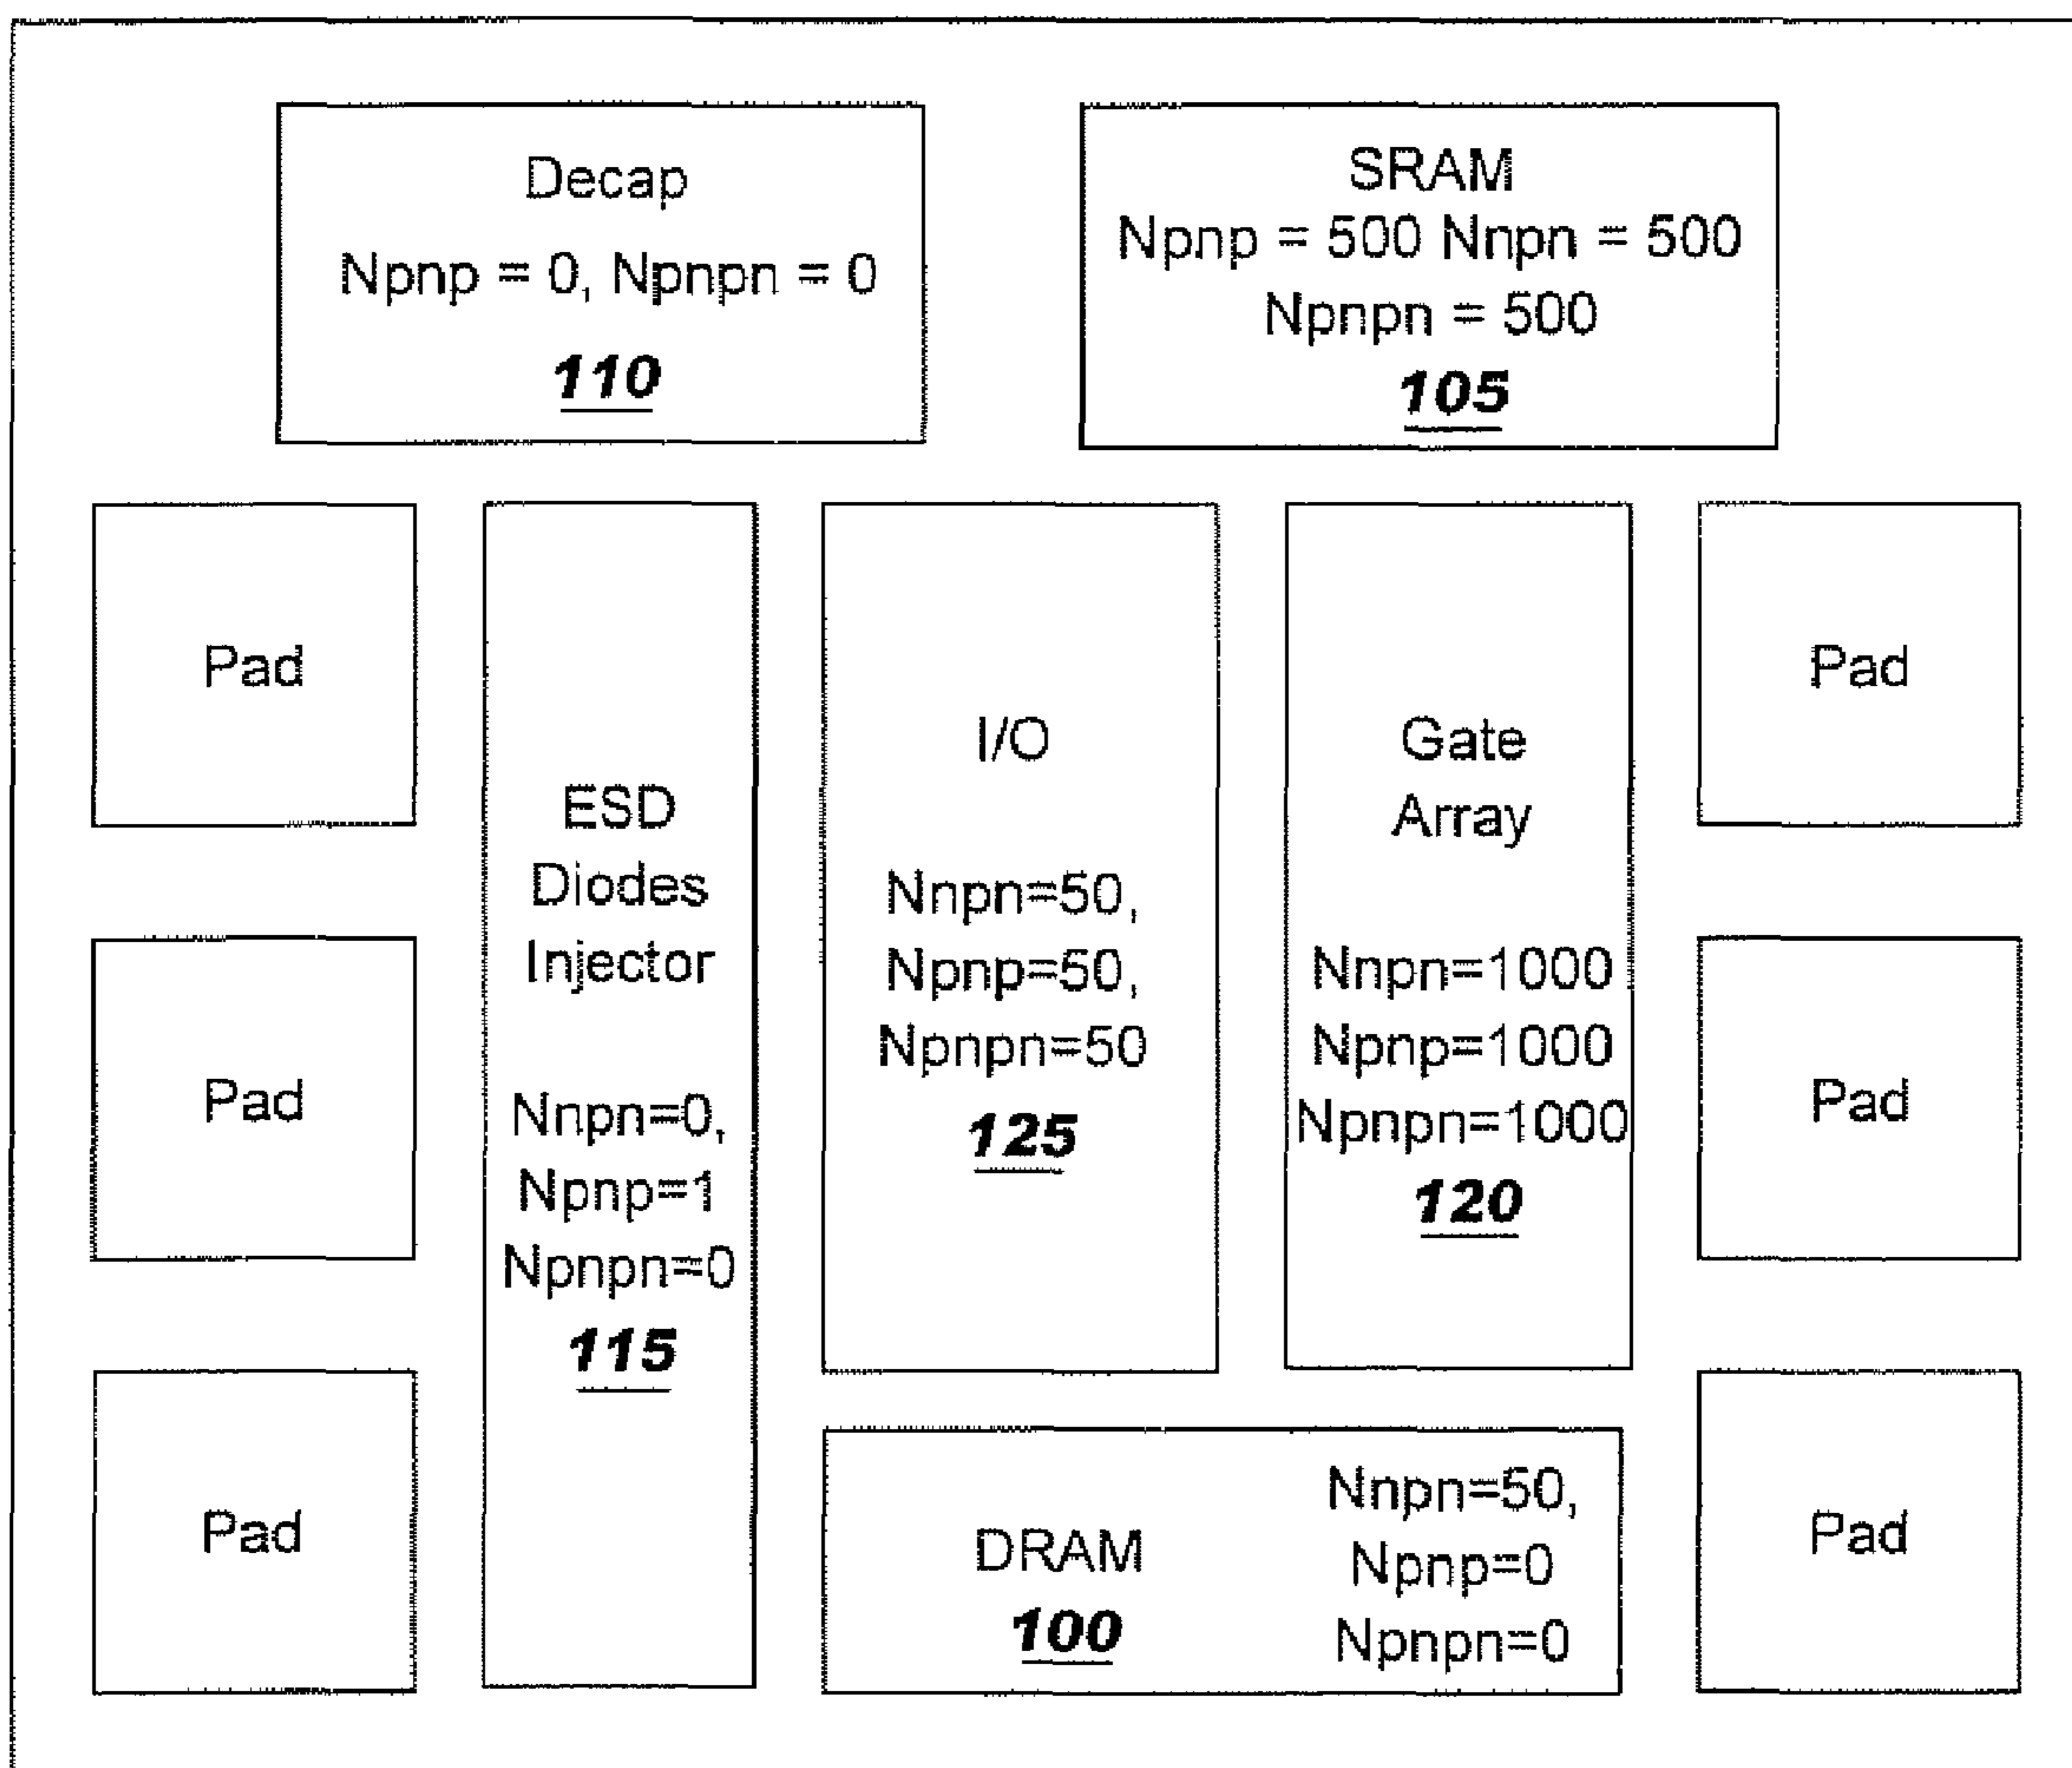 Decap
Npnp = 0, Npnpn = 0
110
SRAM
Npnp = 500 Nnpn = 500
Npnpn = 500
105
Pad
Pad
Pad
ESD
Diodes
Injector
Nnpn=0,
Npnp=1
Npnpn=0
115
I/O
Nnpn=50,
Npnp=50,
Npnpn=50
125
Gate
Array
Nnpn=1000
Npnp=1000
Npnpn=1000
120
Pad
Pad
Pad
DRAM
100
Nnpn=50,
Npnp=0
Npnpn=0